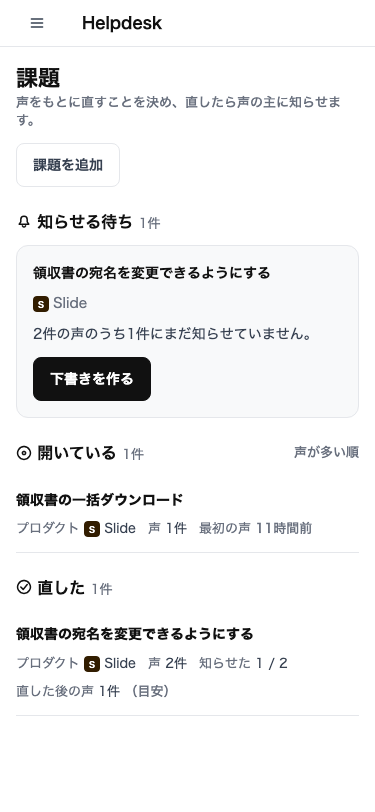 Helpdesk
課題
声をもとに直すことを決め、直したら声の主に知らせま
す。
課題を追加
知らせる待ち 1件
領収書の宛名を変更できるようにする
S Slide
2件の声のうち1件にまだ知らせていません。
下書きを作る
開いている 1件 声が多い順
領収書の一括ダウンロード
プロダクト S Slide 声 1件 最初の声 11時間前
直した 1件
領収書の宛名を変更できるようにする
プロダクト S Slide 声 2件 知らせた 1 / 2
直した後の声 1件 （目安）